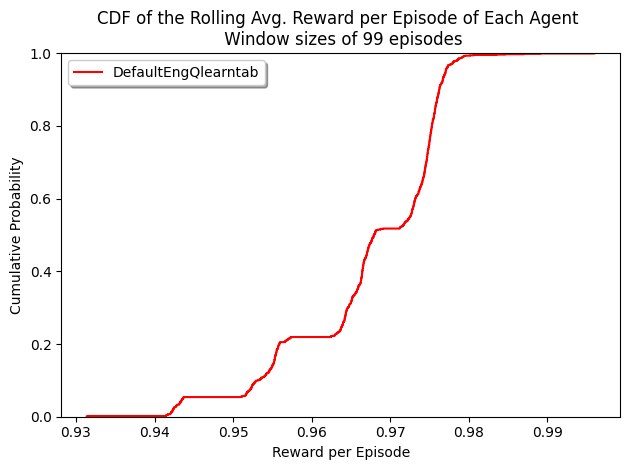 CDF of the Rolling Avg. Reward per Episode of Each Agent
Window sizes of 99 episodes
DefaultEngQlearntab
Cumulative Probability
1.0
0.8
0.6
0.4
0.2
0.0
0.93 0.94 0.95 0.96 0.97 0.98 0.99
Reward per Episode